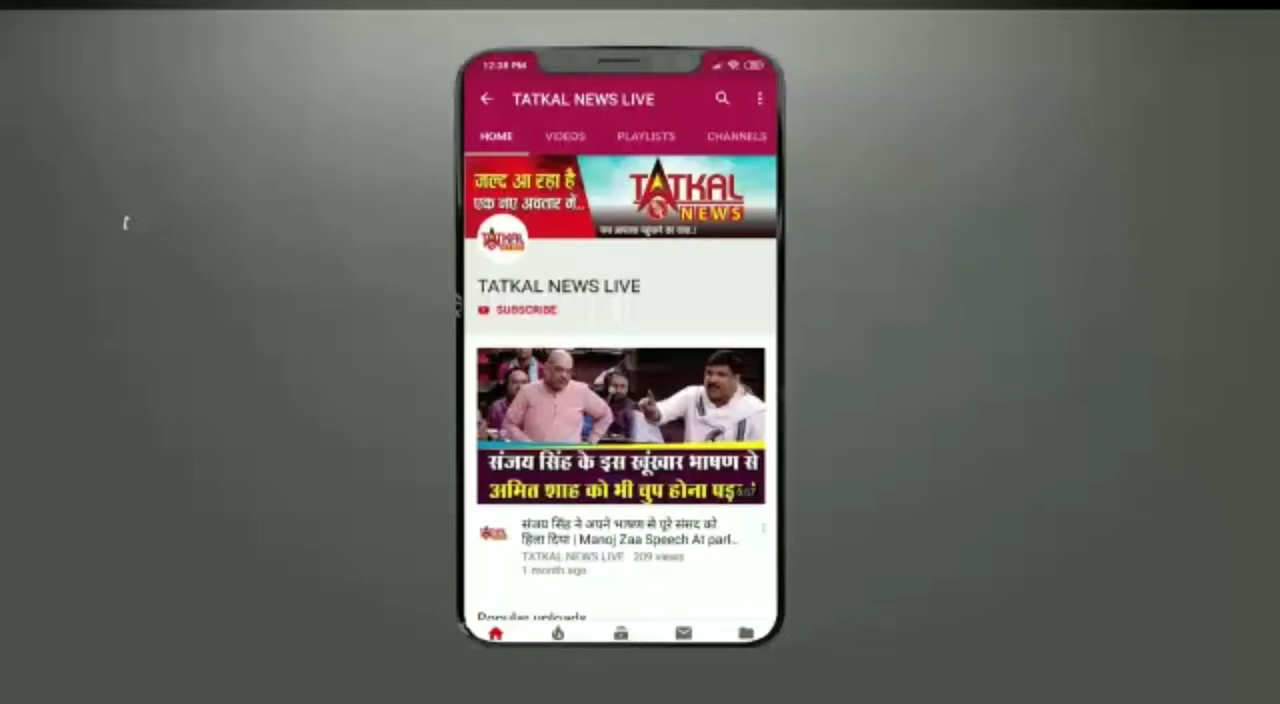 12:38 PM
TATKAL NEWS LIVE
HOME VIDEOS PLAYLISTS CHANNELS
जल्द आ रहा है
एक नए अवतार में..
TATKAL
NEWS
TATKAL
t
TATKAL NEWS LIVE
SUBSCRIBE
संजय सिंह के इस खूंखार भाषण से
अमित शाह को भी चुप होना पड़
संजय सिंह ने अपने भाषण से पूरे संसद को
हिला दिया | Manoj Zaa Speech At parl...
TATKAL NEWS LIVE 209 views
1 month ago
Popular uploads